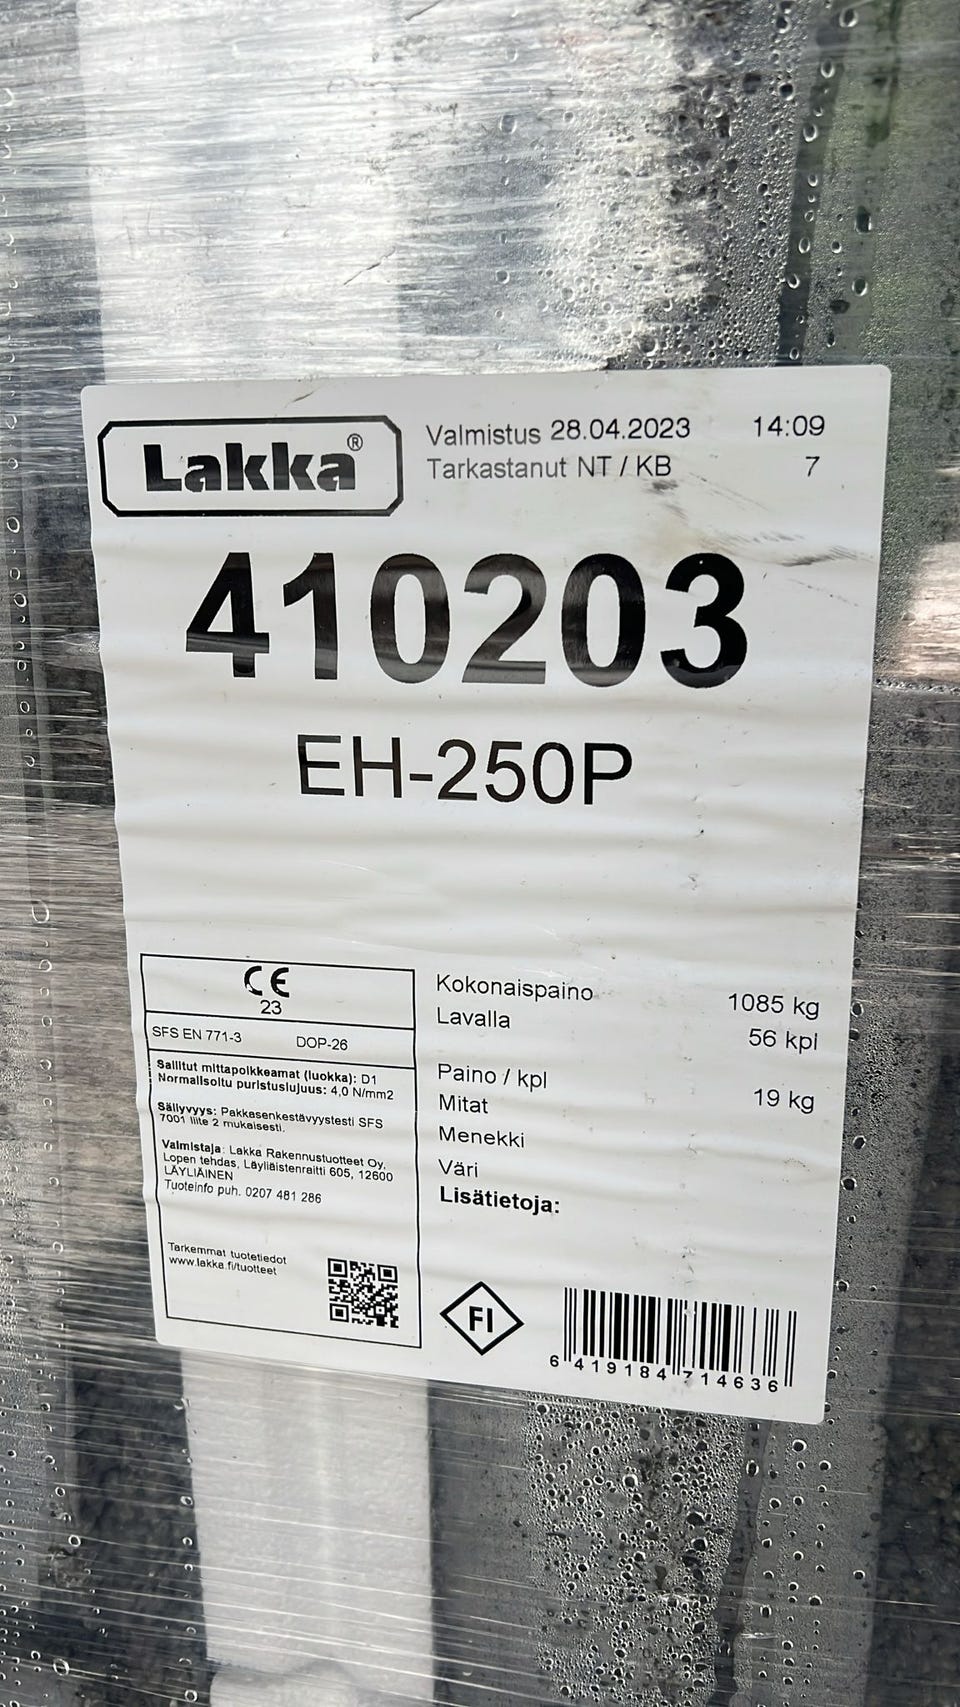 Lakka®
Valmistus 28.04.2023 14:09
Tarkastanut NT / KB 7
410203
EH-250P
CE
23
SFS EN 771-3 DOP-26
Sallitut mittapoikkeamat (luokka): D1
Normalisoitu puristuslujuus: 4,0 N/mm2
Säilyvyys: Pakkasenkestävyystesti SFS
7001 liite 2 mukaisesti.
Valmistaja: Lakka Rakennustuotteet Oy,
Lopen tehdas, Läyliäistenraitti 605, 12600
LÄYLIÄINEN
Tuoteinfo puh. 0207 481 286
Tarkemmat tuotetiedot
www.lakka.fi/tuotteet
Kokonaispaino 1085 kg
Lavalla 56 kpl
Paino / kpl 19 kg
Mitat
Menekki
Väri
Lisätietoja:
FI
6 419184 714636